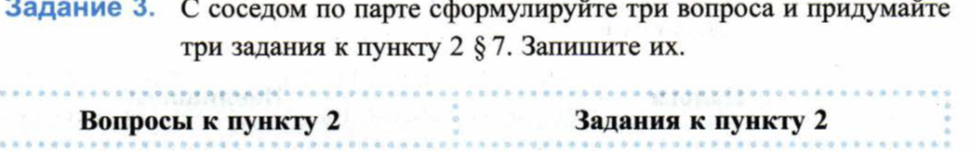 Задание 3. С соседом по парте сформулируйте три вопроса и придумайте
три задания к пункту 2 § 7. Запишите их.
Вопросы к пункту 2 Задания к пункту 2